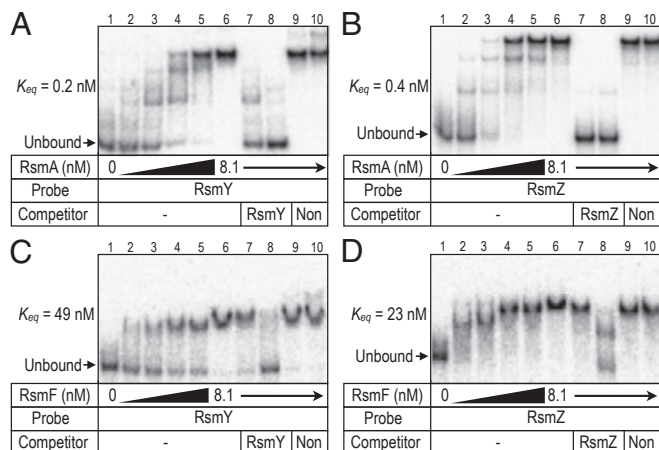 A
1 2 3 4 5 6 7 8 9 10
Keq = 0.2 nM
Unbound
RsmA (nM) 0 8.1
Probe RsmY
Competitor - RsmY Non
B
1 2 3 4 5 6 7 8 9 10
Keq = 0.4 nM
Unbound
RsmA (nM) 0 8.1
Probe RsmZ
Competitor - RsmZ Non
C
1 2 3 4 5 6 7 8 9 10
Keq = 49 nM
Unbound
RsmF (nM) 0 8.1
Probe RsmY
Competitor - RsmY Non
D
1 2 3 4 5 6 7 8 9 10
Keq = 23 nM
Unbound
RsmF (nM) 0 8.1
Probe RsmZ
Competitor - RsmZ Non